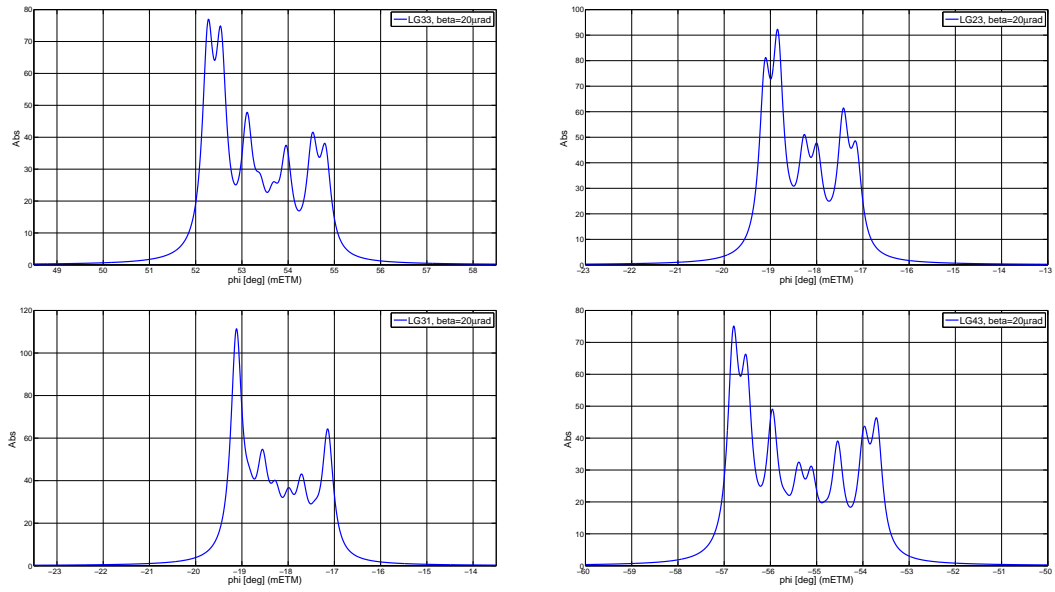 80
70
60
50
40
30
20
10
0
Abs
49 50 51 52 53 54 55 56 57 58
phi [deg] (mETM)
LG33, beta=20μrad
100
90
80
70
60
50
40
30
20
10
0
Abs
−23 −22 −21 −20 −19 −18 −17 −16 −15 −14 −13
phi [deg] (mETM)
LG23, beta=20μrad
120
100
80
60
40
20
0
Abs
−23 −22 −21 −20 −19 −18 −17 −16 −15 −14
phi [deg] (mETM)
LG31, beta=20μrad
80
70
60
50
40
30
20
10
0
Abs
−60 −59 −58 −57 −56 −55 −54 −53 −52 −51 −50
phi [deg] (mETM)
LG43, beta=20μrad